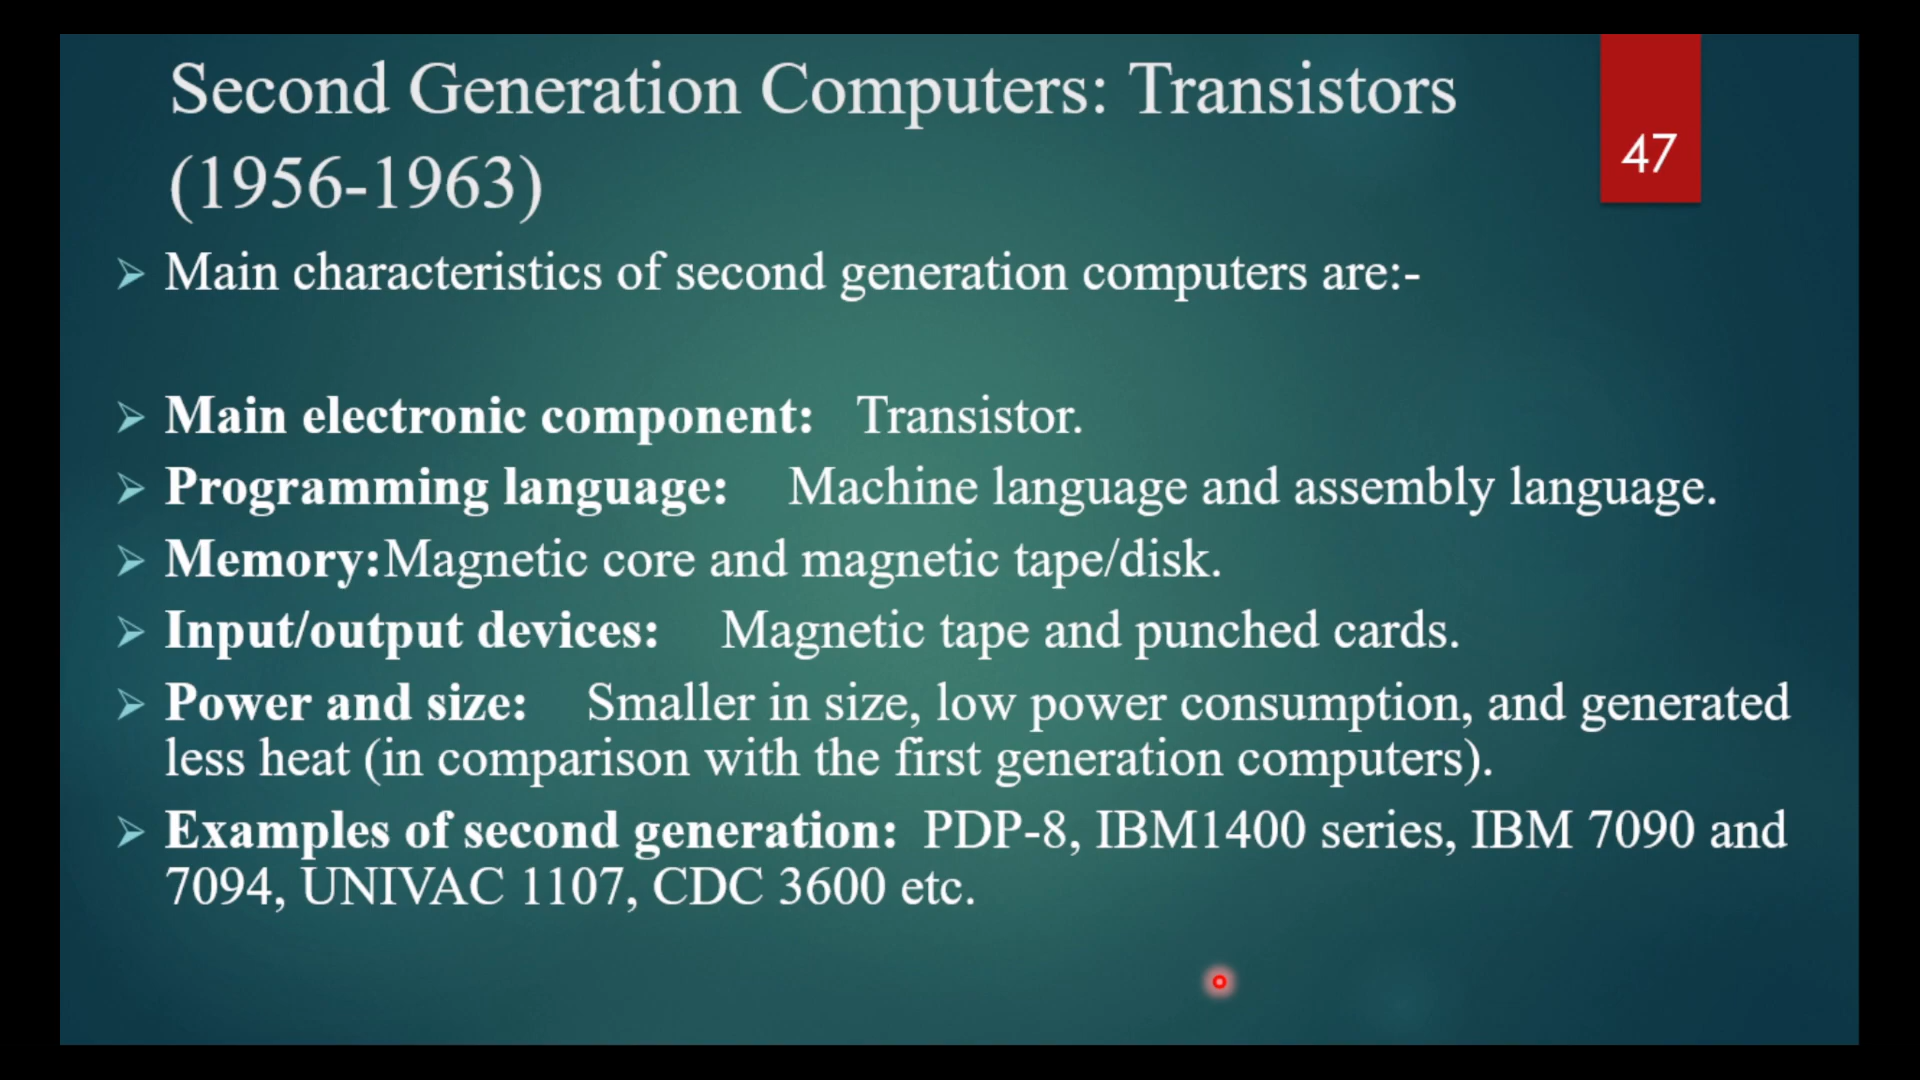 Second Generation Computers: Transistors
(1956-1963)
47
Main characteristics of second generation computers are:-
Main electronic component: Transistor.
Programming language: Machine language and assembly language.
Memory:Magnetic core and magnetic tape/disk.
Input/output devices: Magnetic tape and punched cards.
Power and size: Smaller in size, low power consumption, and generated
less heat (in comparison with the first generation computers).
Examples of second generation: PDP-8, IBM1400 series, IBM 7090 and
7094, UNIVAC 1107, CDC 3600 etc.